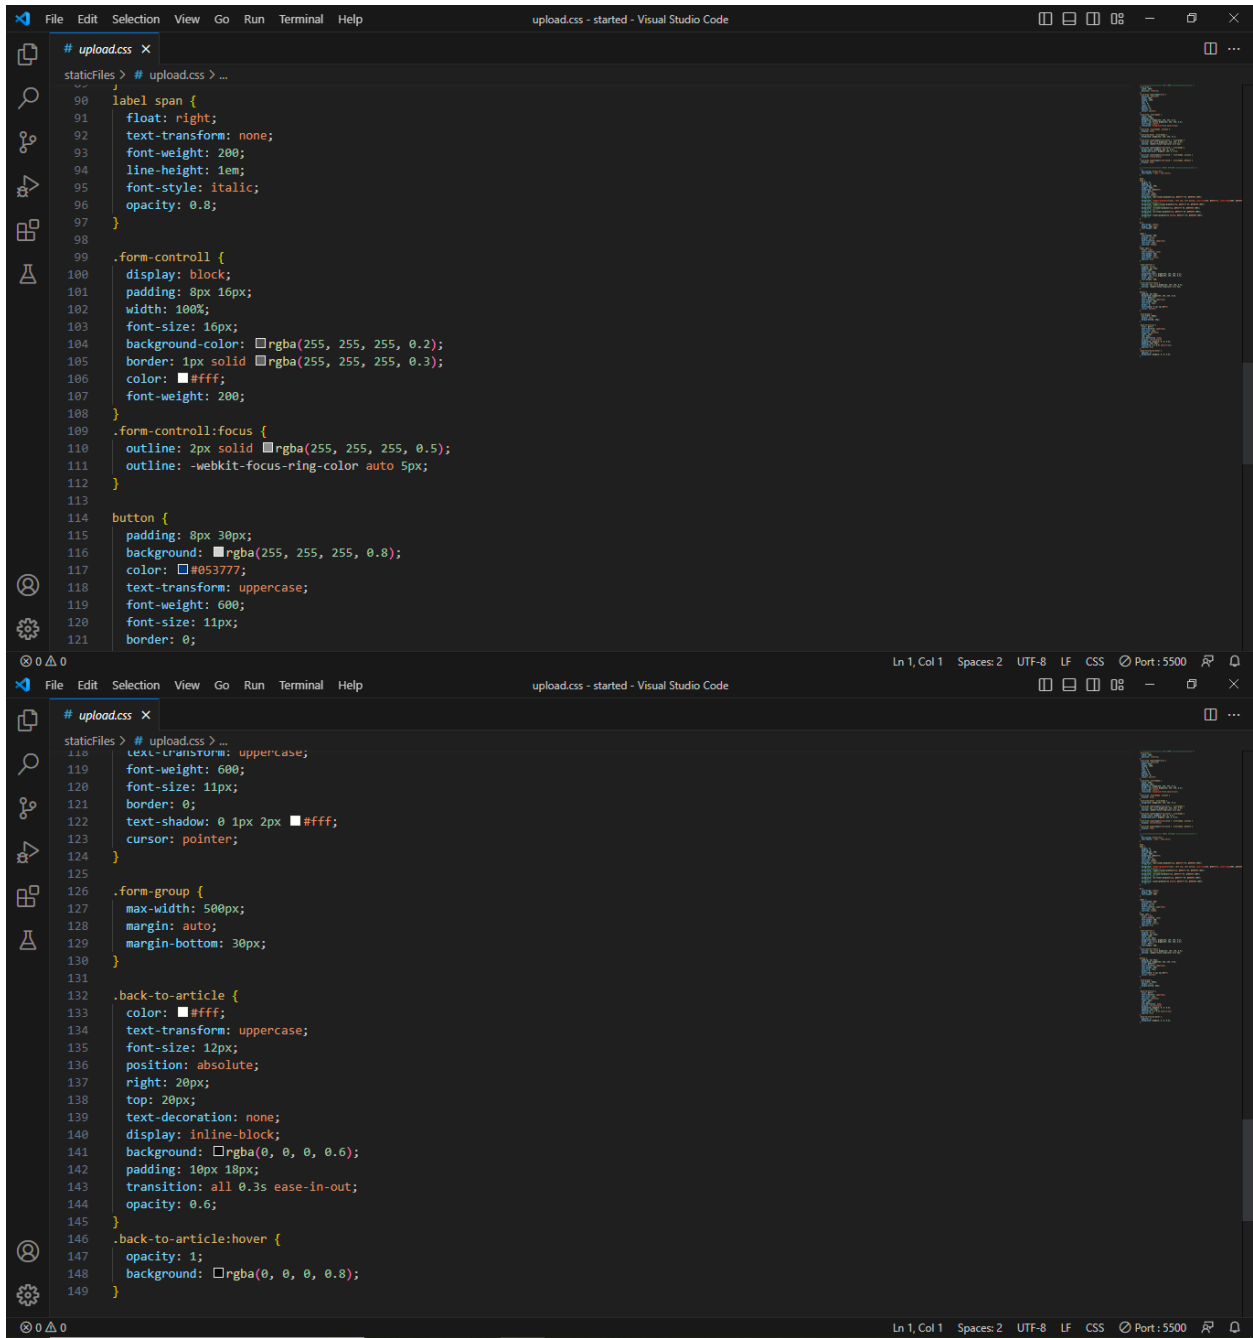 File Edit Selection View Go Run Terminal Help upload.css - started - Visual Studio Code
# upload.css
staticFiles > # upload.css > ...
89 }
90 label span {
91 float: right;
92 text-transform: none;
93 font-weight: 200;
94 line-height: 1em;
95 font-style: italic;
96 opacity: 0.8;
97 }
98
99 .form-controll {
100 display: block;
101 padding: 8px 16px;
102 width: 100%;
103 font-size: 16px;
104 background-color: rgba(255, 255, 255, 0.2);
105 border: 1px solid rgba(255, 255, 255, 0.3);
106 color: #fff;
107 font-weight: 200;
108 }
109 .form-controll:focus {
110 outline: 2px solid rgba(255, 255, 255, 0.5);
111 outline: -webkit-focus-ring-color auto 5px;
112 }
113
114 button {
115 padding: 8px 30px;
116 background: rgba(255, 255, 255, 0.8);
117 color: #053777;
118 text-transform: uppercase;
119 font-weight: 600;
120 font-size: 11px;
121 border: 0;
0 0 Ln 1, Col 1 Spaces: 2 UTF-8 LF CSS Port : 5500
File Edit Selection View Go Run Terminal Help upload.css - started - Visual Studio Code
# upload.css
staticFiles > # upload.css > ...
118 text-transform: uppercase;
119 font-weight: 600;
120 font-size: 11px;
121 border: 0;
122 text-shadow: 0 1px 2px #fff;
123 cursor: pointer;
124 }
125
126 .form-group {
127 max-width: 500px;
128 margin: auto;
129 margin-bottom: 30px;
130 }
131
132 .back-to-article {
133 color: #fff;
134 text-transform: uppercase;
135 font-size: 12px;
136 position: absolute;
137 right: 20px;
138 top: 20px;
139 text-decoration: none;
140 display: inline-block;
141 background: rgba(0, 0, 0, 0.6);
142 padding: 10px 18px;
143 transition: all 0.3s ease-in-out;
144 opacity: 0.6;
145 }
146 .back-to-article:hover {
147 opacity: 1;
148 background: rgba(0, 0, 0, 0.8);
149 }
0 0 Ln 1, Col 1 Spaces: 2 UTF-8 LF CSS Port : 5500